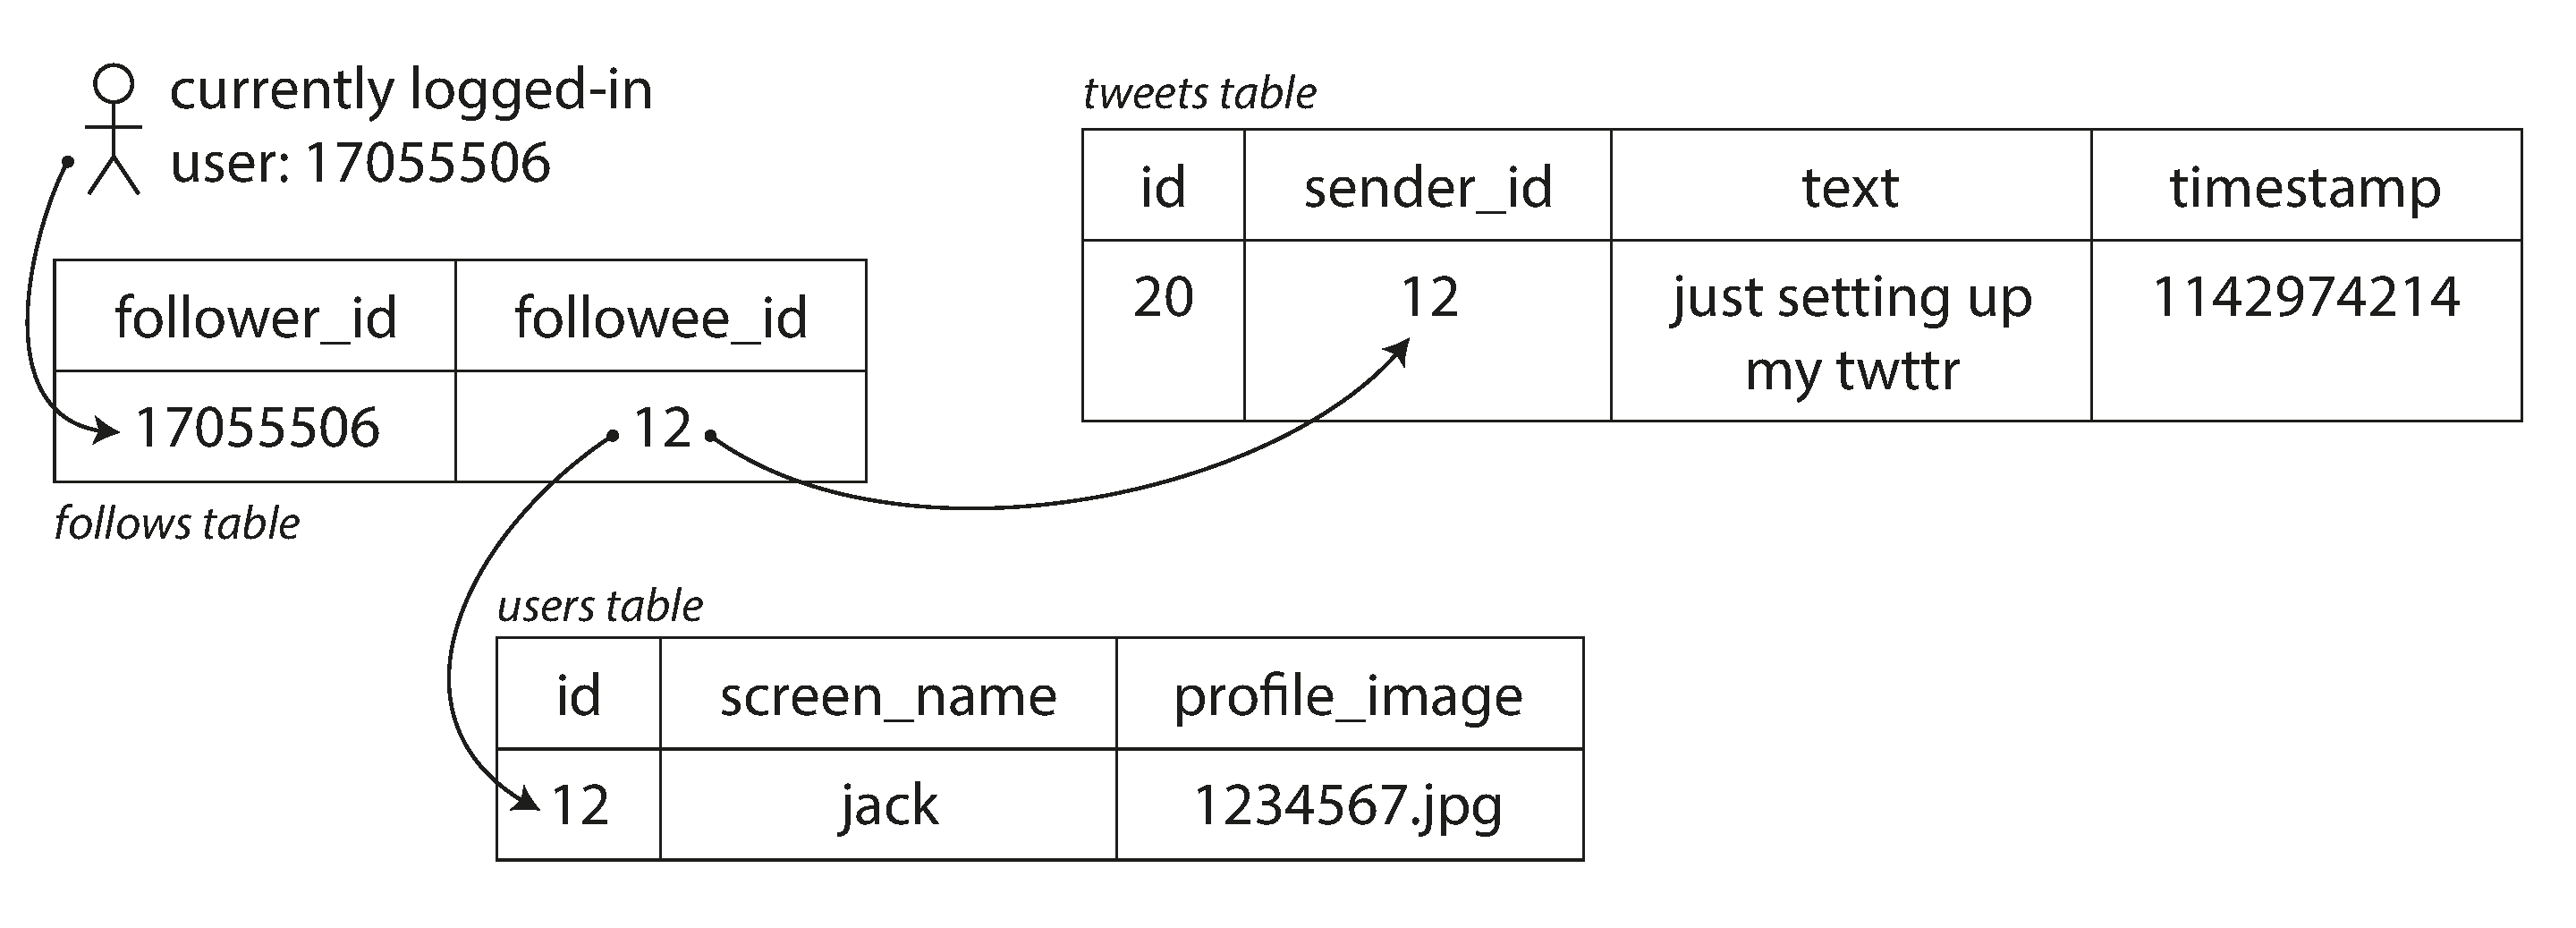 currently logged-in
user: 17055506
follower_id followee_id
17055506 12
follows table
tweets table
id sender_id text timestamp
20 12 just setting up 1142974214
my twttr
users table
id screen_name profile_image
12 jack 1234567.jpg